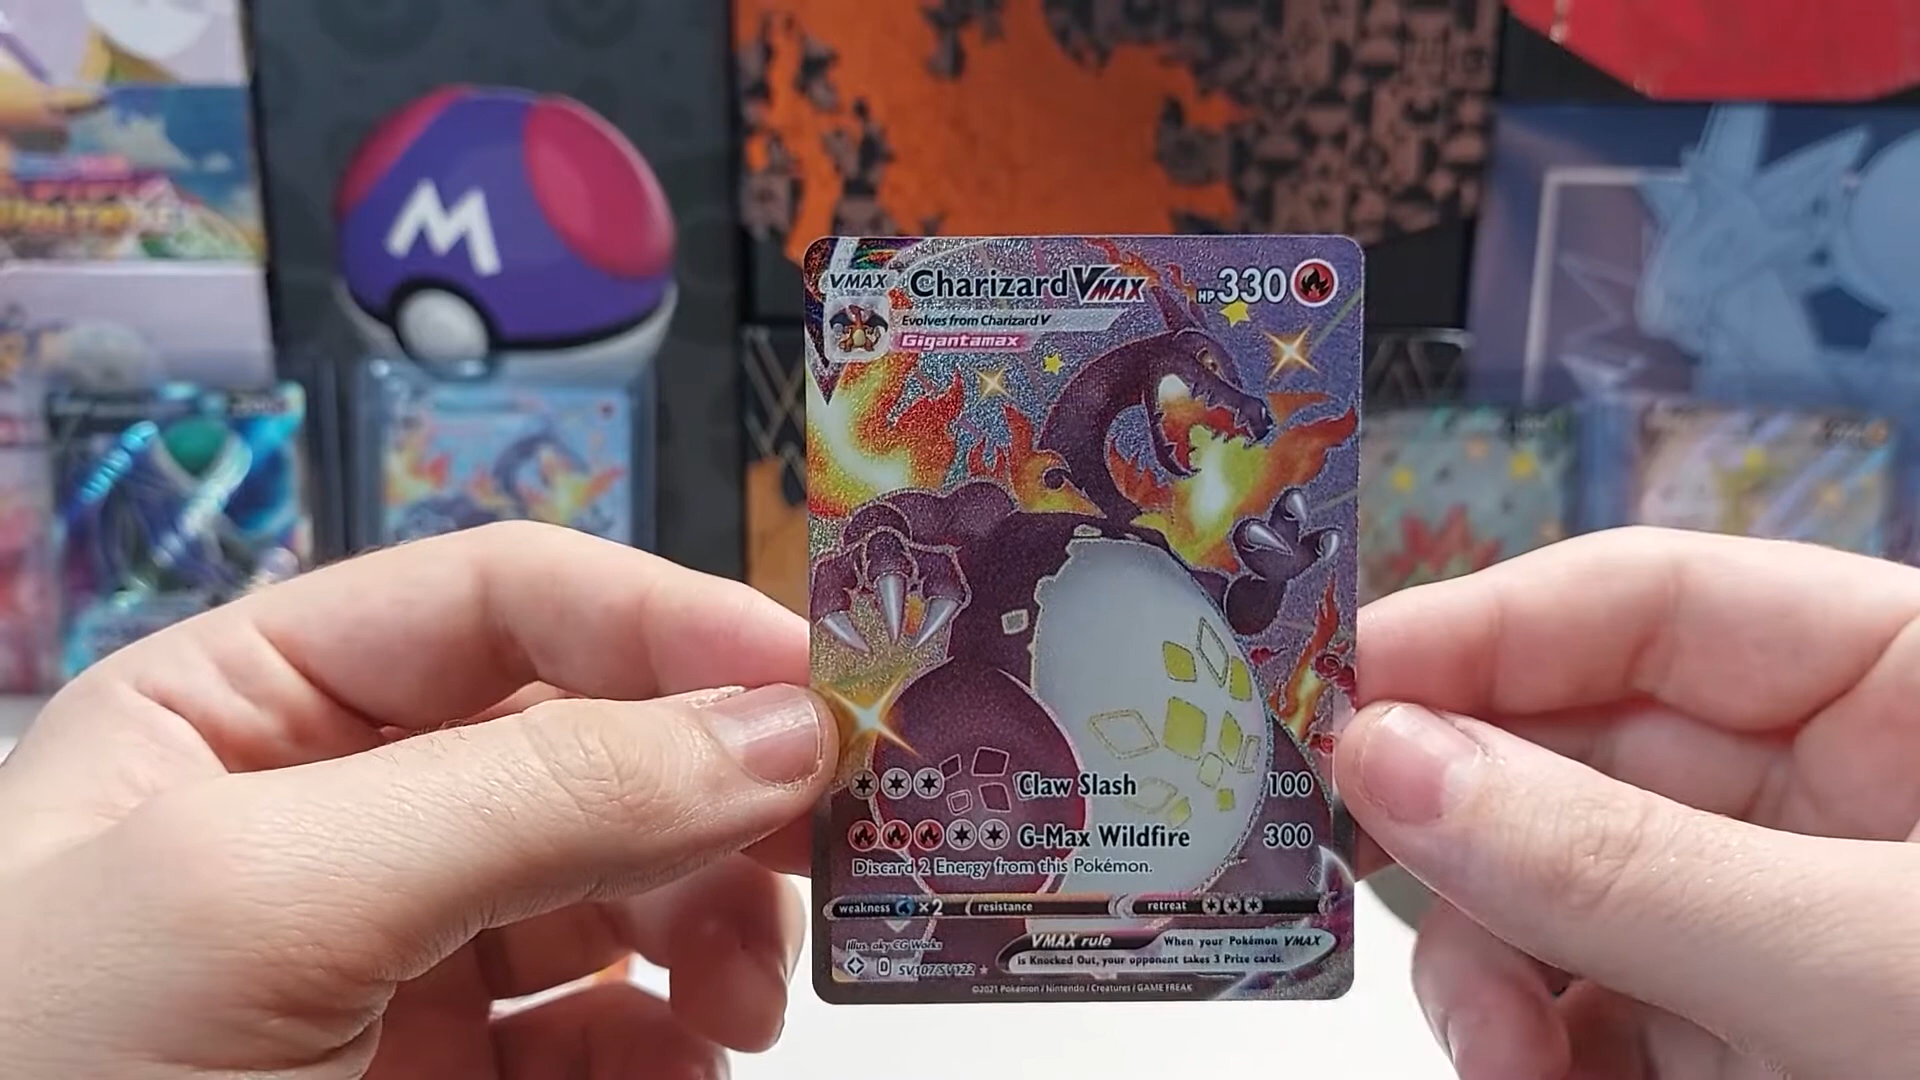 M
VMAX Charizard VMAX HP 330
Evolves from Charizard V
Gigantamax
Claw Slash 100
G-Max Wildfire 300
Discard 2 Energy from this Pokémon.
weakness ×2 resistance retreat
Illus. aky CG Works
VMAX rule When your Pokémon VMAX
is Knocked Out, your opponent takes 3 Prize cards.
D SV107/SV122
©2021 Pokémon / Nintendo / Creatures / GAME FREAK